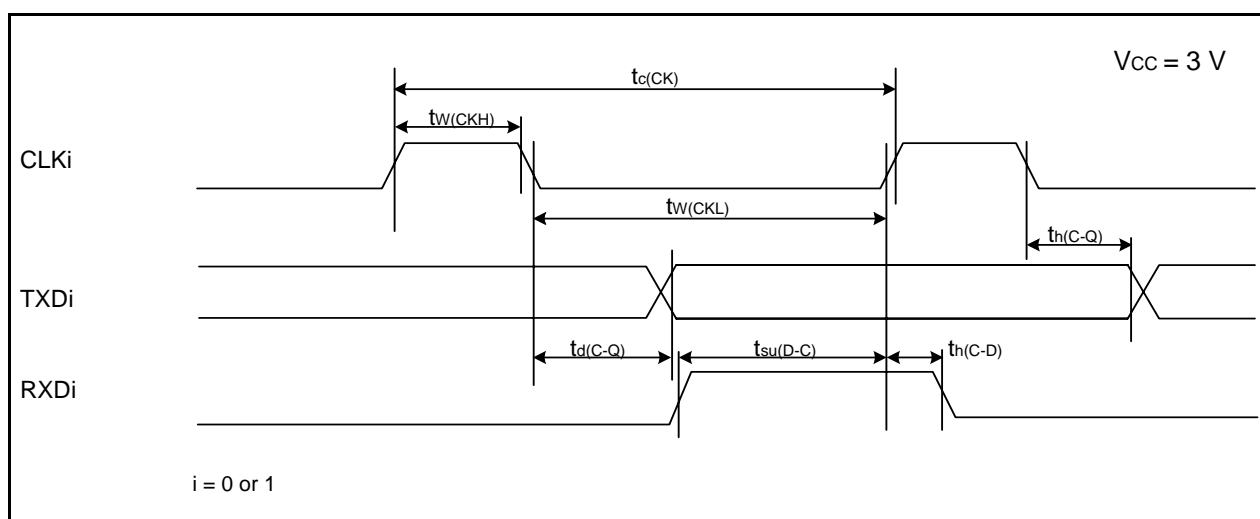 VCC = 3 V
tc(CK)
tW(CKH)
CLKi
tW(CKL)
th(C-Q)
TXDi
td(C-Q)
tsu(D-C)
th(C-D)
RXDi
i = 0 or 1